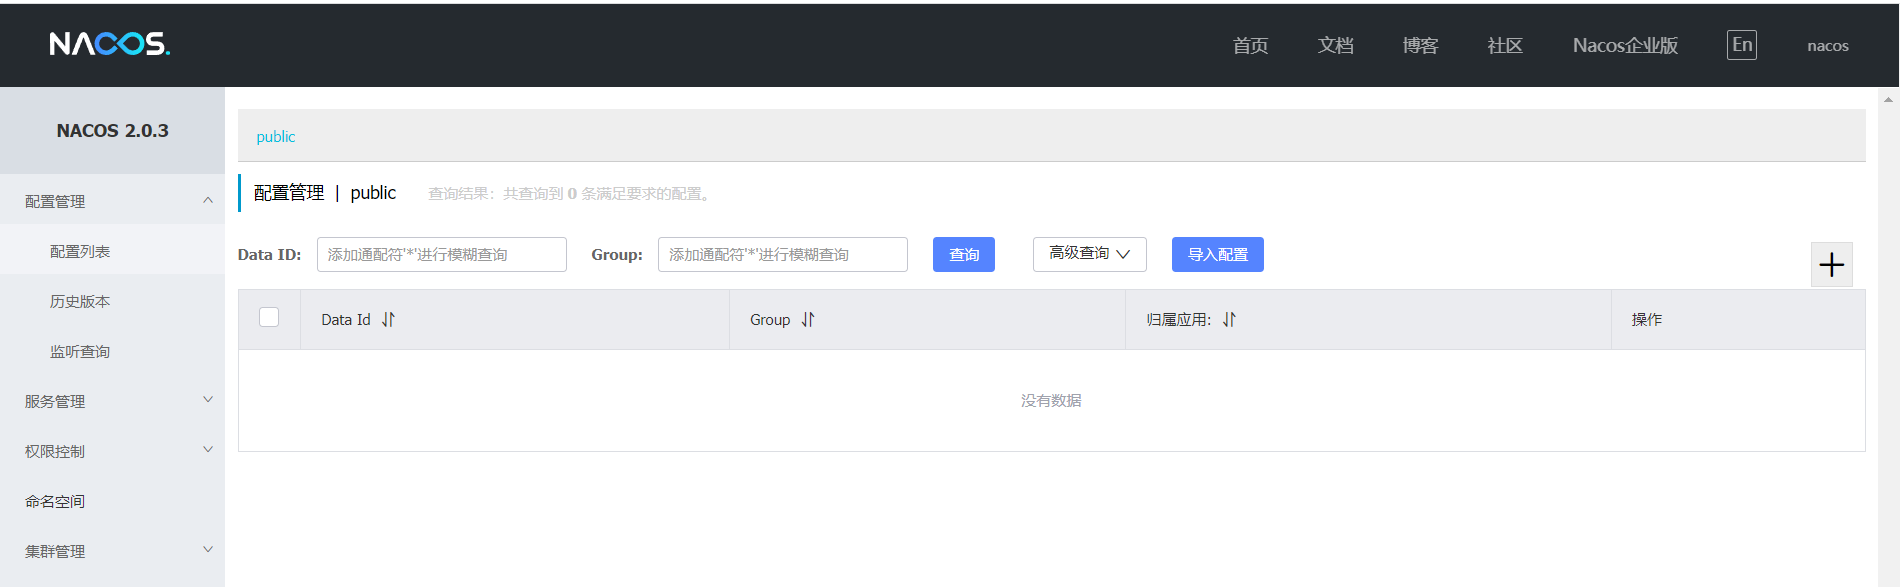 NACOS.
首页 文档 博客 社区 Nacos企业版 En nacos
NACOS 2.0.3
配置管理
配置列表
历史版本
监听查询
服务管理
权限控制
命名空间
集群管理
public
配置管理 | public 查询结果：共查询到 0 条满足要求的配置。
Data ID: 添加通配符'*'进行模糊查询 Group: 添加通配符'*'进行模糊查询 查询 高级查询 导入配置
Data Id Group 归属应用: 操作
没有数据